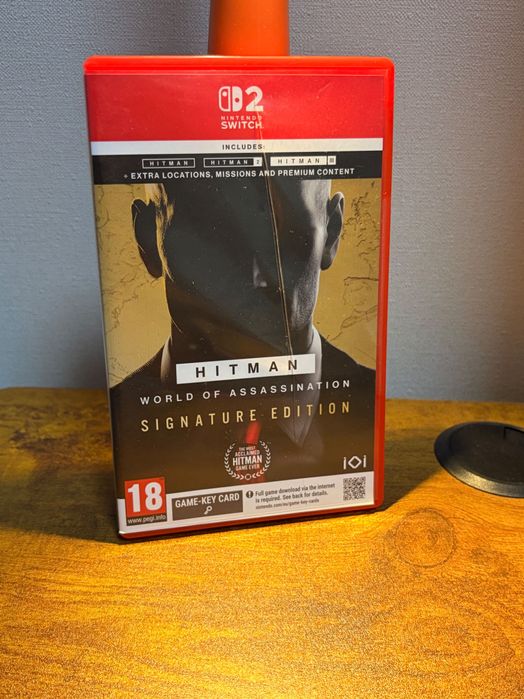 2
NINTENDO
SWITCH
INCLUDES:
HITMAN HITMAN 2 HITMAN III
+ EXTRA LOCATIONS, MISSIONS AND PREMIUM CONTENT
HITMAN
WORLD OF ASSASSINATION
SIGNATURE EDITION
THE MOST
ACCLAIMED
HITMAN
GAME EVER
IOI
18
www.pegi.info
GAME-KEY CARD
! Full game download via the internet
is required. See back for details.
nintendo.com/eu/game-key-cards